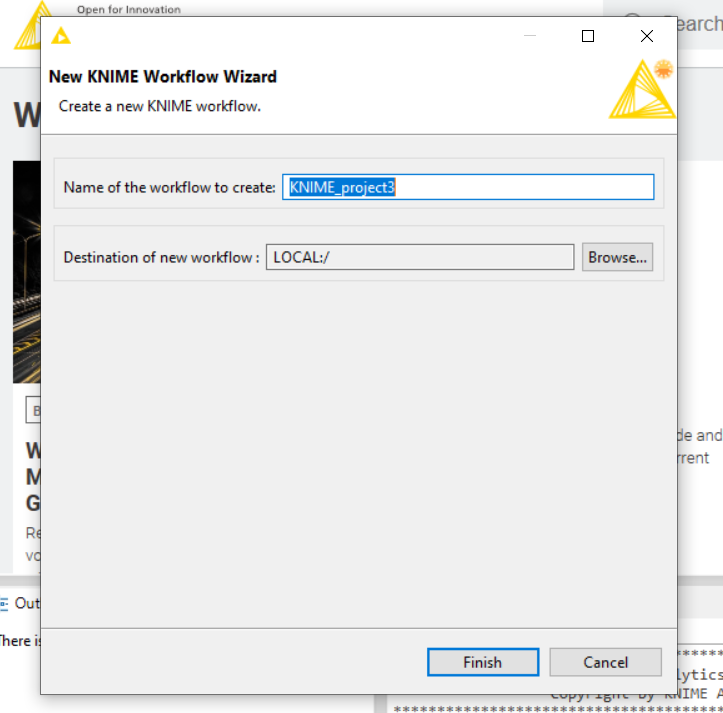 Open for Innovation
Search
New KNIME Workflow Wizard
Create a new KNIME workflow.
W
Name of the workflow to create: KNIME_project3
Destination of new workflow : LOCAL:/ Browse...
B
W
M
G
Re
vo
de and
rrent
Out
There is
Finish Cancel
lytics
Copyright by KNIME A